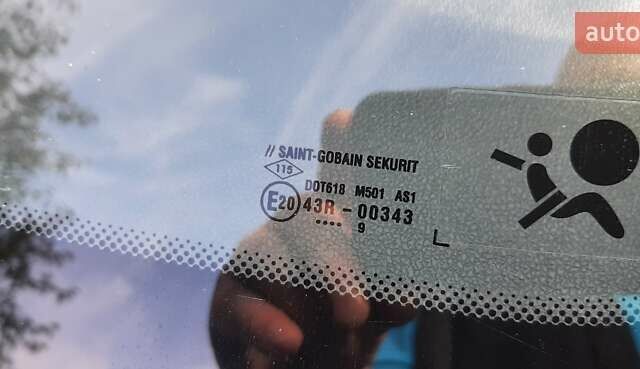 auto
// SAINT-GOBAIN SEKURIT
115
DOT618 M501 AS1
E20 43R - 00343
.... 9